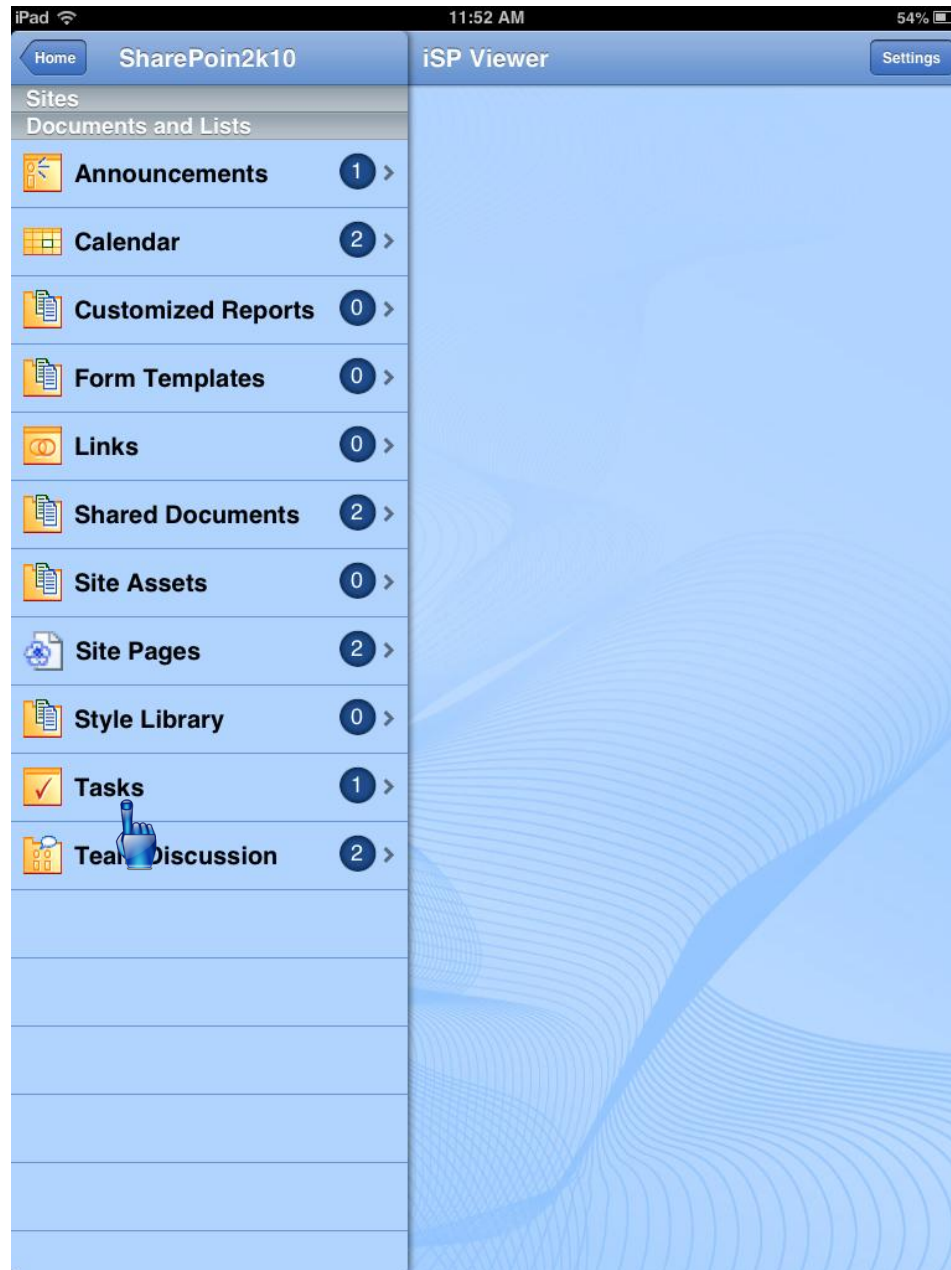 iPad 11:52 AM 54%
Home SharePoin2k10 iSP Viewer Settings
Sites
Documents and Lists
Announcements 1
Calendar 2
Customized Reports 0
Form Templates 0
Links 0
Shared Documents 2
Site Assets 0
Site Pages 2
Style Library 0
Tasks 1
Team Discussion 2